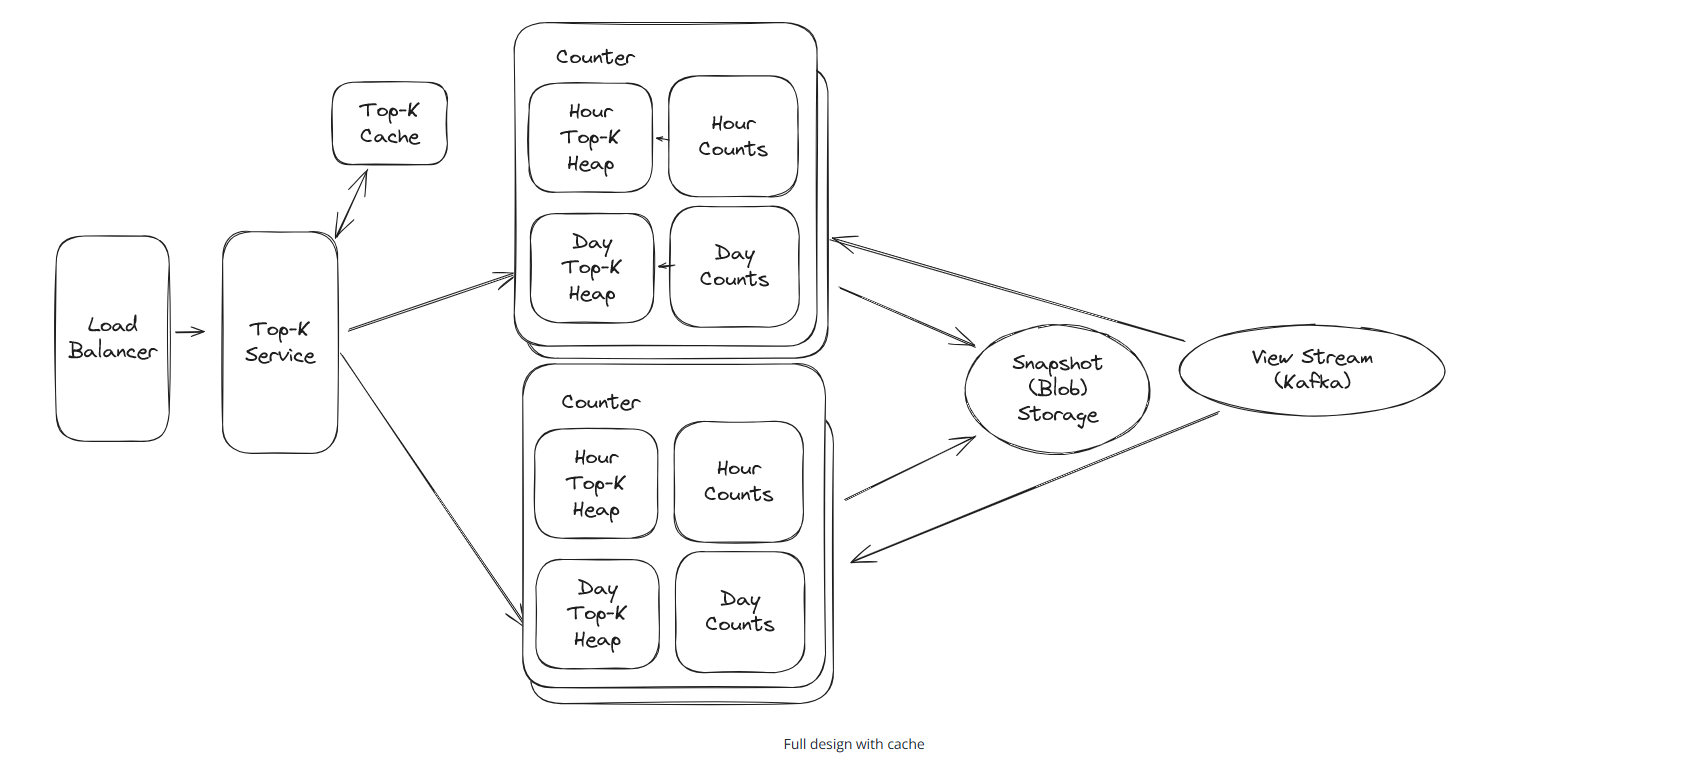 Counter
Top-K
Cache
Hour
Top-K
Heap
Hour
Counts
Day
Top-K
Heap
Day
Counts
Load
Balancer
Top-K
Service
Snapshot
(Blob)
Storage
View Stream
(Kafka)
Counter
Hour
Top-K
Heap
Hour
Counts
Day
Top-K
Heap
Day
Counts
Full design with cache